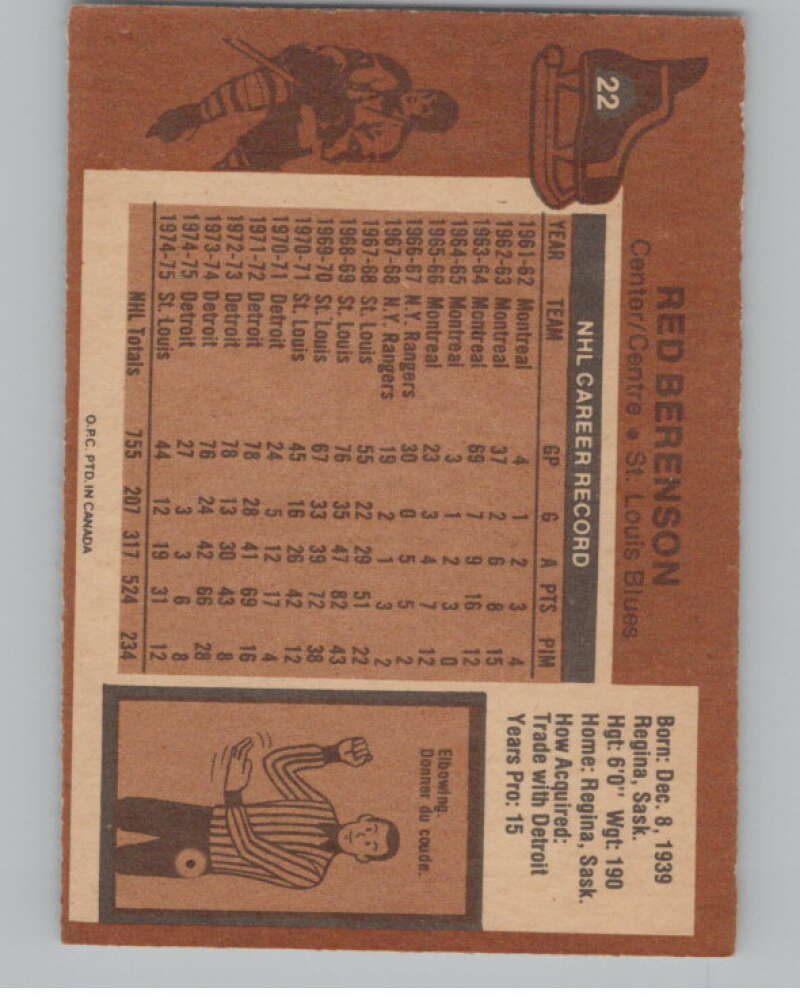 22
RED BERENSON
Center/Centre • St. Louis Blues
NHL CAREER RECORD
YEAR TEAM GP G A PTS PIM
1961-62 Montreal 4 1 2 3 4
1962-63 Montreal 37 2 6 8 15
1963-64 Montreal 69 7 9 16 12
1964-65 Montreal 3 1 2 3 0
1965-66 Montreal 23 3 4 7 12
1966-67 N.Y. Rangers 30 0 5 5 2
1967-68 N.Y. Rangers 19 2 1 3 2
1967-68 St. Louis 55 22 29 51 22
1968-69 St. Louis 76 35 47 82 43
1969-70 St. Louis 67 33 39 72 38
1970-71 St. Louis 45 16 26 42 12
1970-71 Detroit 24 5 12 17 4
1971-72 Detroit 78 28 41 69 16
1972-73 Detroit 78 13 30 43 8
1973-74 Detroit 76 24 42 66 28
1974-75 Detroit 27 3 3 6 8
1974-75 St. Louis 44 12 19 31 12
NHL Totals 755 207 317 524 234
O.P.C. PTD. IN CANADA
Born: Dec. 8, 1939
Regina, Sask.
Hgt: 6'0" Wgt: 190
Home: Regina, Sask.
How Acquired:
Trade with Detroit
Years Pro: 15
Elbowing.
Donner du coude.